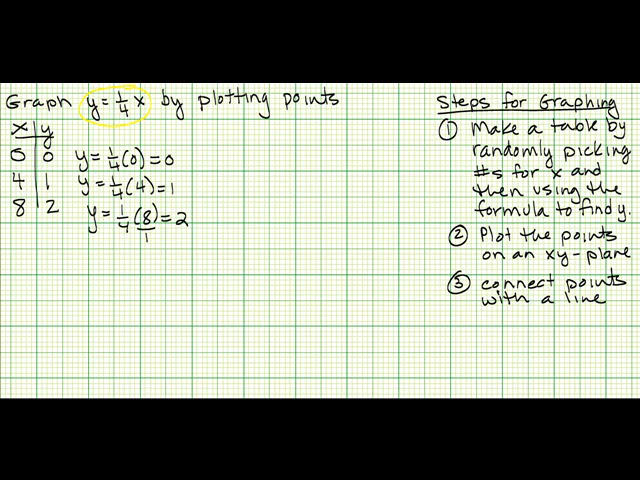 Graph y = 1/4 x by plotting points
x | y
0 | 0 y = 1/4 (0) = 0
4 | 1 y = 1/4 (4) = 1
8 | 2 y = 1/4 (8)/1 = 2
Steps for Graphing
① Make a table by
randomly picking
#s for x and
then using the
formula to find y.
② Plot the points
on an xy-plane
③ connect points
with a line